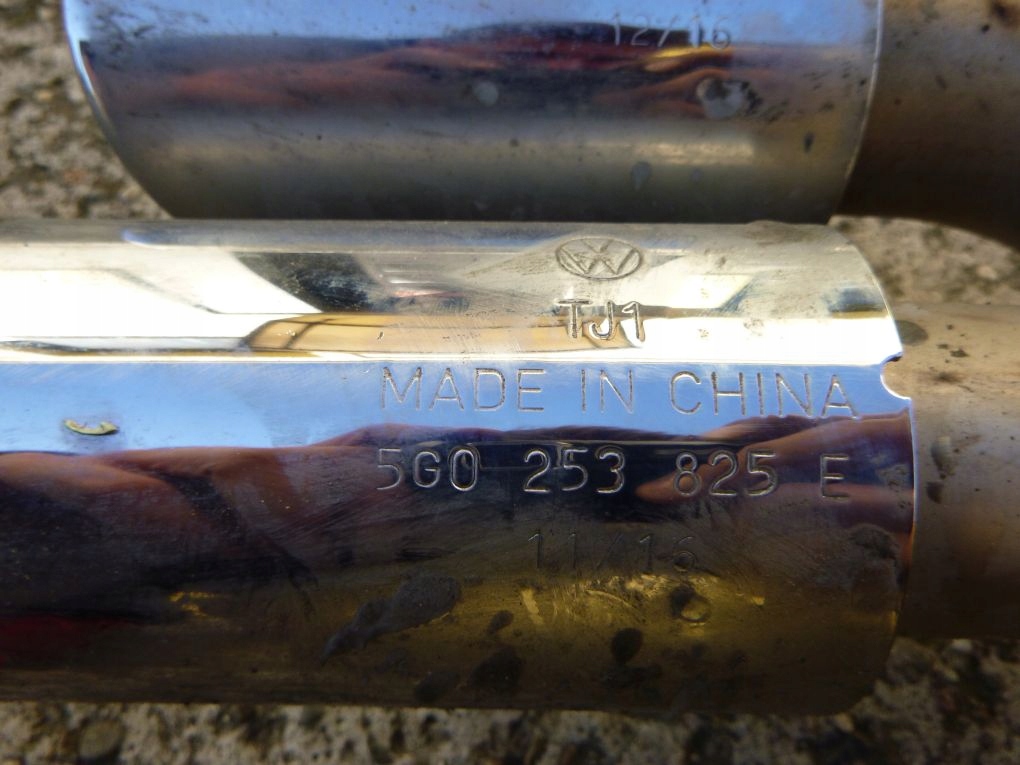 12/16
TJ1
MADE IN CHINA
5G0 253 825 E
11/16